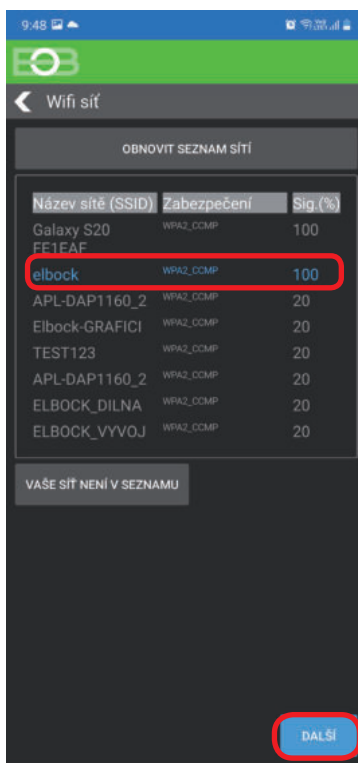 9:48
EOB
Wifi síť
OBNOVIT SEZNAM SÍTÍ
Název sítě (SSID) Zabezpečení Sig.(%)
Galaxy S20 WPA2_CCMP 100
FE1EAF
elbock WPA2_CCMP 100
APL-DAP1160_2 WPA2_CCMP 20
Elbock-GRAFICI WPA2_CCMP 20
TEST123 WPA2_CCMP 20
APL-DAP1160_2 WPA2_CCMP 20
ELBOCK_DILNA WPA2_CCMP 20
ELBOCK_VYVOJ WPA2_CCMP 20
VAŠE SÍŤ NENÍ V SEZNAMU
DALŠÍ